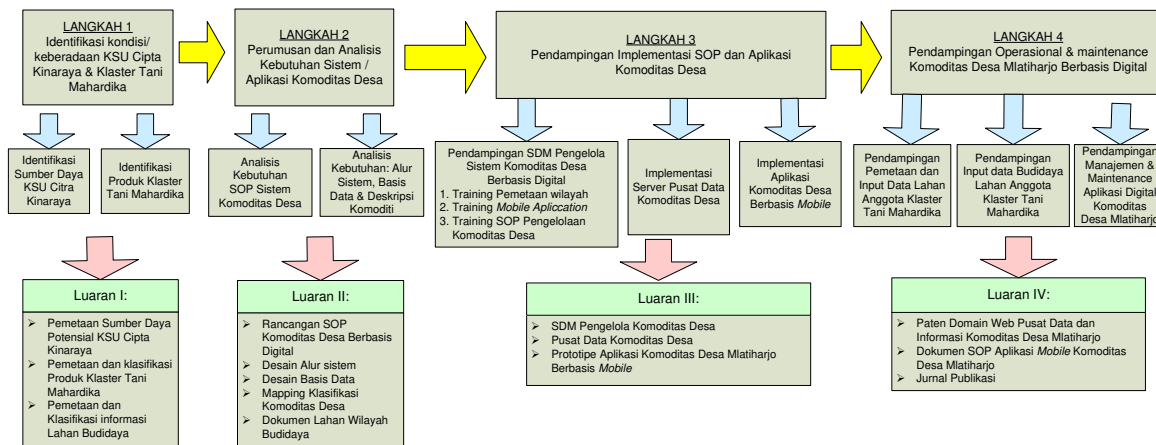 LANGKAH 1
Identifikasi kondisi/
keberadaan KSU Cipta
Kinaraya & Klaster Tani
Mahardika
LANGKAH 2
Perumusan dan Analisis
Kebutuhan Sistem /
Aplikasi Komoditas Desa
LANGKAH 3
Pendampingan Implementasi SOP dan Aplikasi
Komoditas Desa
LANGKAH 4
Pendampingan Operasional & maintenance
Komoditas Desa Mlatiharjo Berbasis Digital
Identifikasi
Sumber Daya
KSU Citra
Kinaraya
Identifikasi
Produk Klaster
Tani Mahardika
Analisis
Kebutuhan
SOP Sistem
Komoditas Desa
Analisis
Kebutuhan: Alur
Sistem, Basis
Data & Deskripsi
Komoditi
Pendampingan SDM Pengelola
Sistem Komoditas Desa
Berbasis Digital
1. Training Pemetaan wilayah
2. Training Mobile Apliccation
3. Training SOP Pengelolaan
Komoditas Desa
Implementasi
Server Pusat Data
Komoditas Desa
Implementasi
Aplikasi
Komoditas Desa
Berbasis Mobile
Pendampingan
Pemetaan dan
Input Data Lahan
Anggota Klaster
Tani Mahardika
Pendampingan
Input data Budidaya
Lahan Anggota
Klaster Tani
Mahardika
Pendampingan
Manajemen &
Maintenance
Aplikasi Digital
Komoditas
Desa Mlatiharjo
Luaran I:
➢ Pemetaan Sumber Daya
Potensial KSU Cipta
Kinaraya
➢ Pemetaan dan klasifikasi
Produk Klaster Tani
Mahardika
➢ Pemetaan dan
Klasifikasi informasi
Lahan Budidaya
Luaran II:
➢ Rancangan SOP
Komoditas Desa Berbasis
Digital
➢ Desain Alur sistem
➢ Desain Basis Data
➢ Mapping Klasifikasi
Komoditas Desa
➢ Dokumen Lahan Wilayah
Budidaya
Luaran III:
➢ SDM Pengelola Komoditas Desa
➢ Pusat Data Komoditas Desa
➢ Prototipe Aplikasi Komoditas Desa Mlatiharjo
Berbasis Mobile
Luaran IV:
➢ Paten Domain Web Pusat Data dan
Informasi Komoditas Desa Mlatiharjo
➢ Dokumen SOP Aplikasi Mobile Komoditas
Desa Mlatiharjo
➢ Jurnal Publikasi